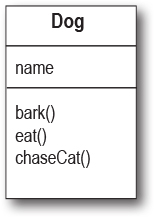 Dog
name
bark()
eat()
chaseCat()